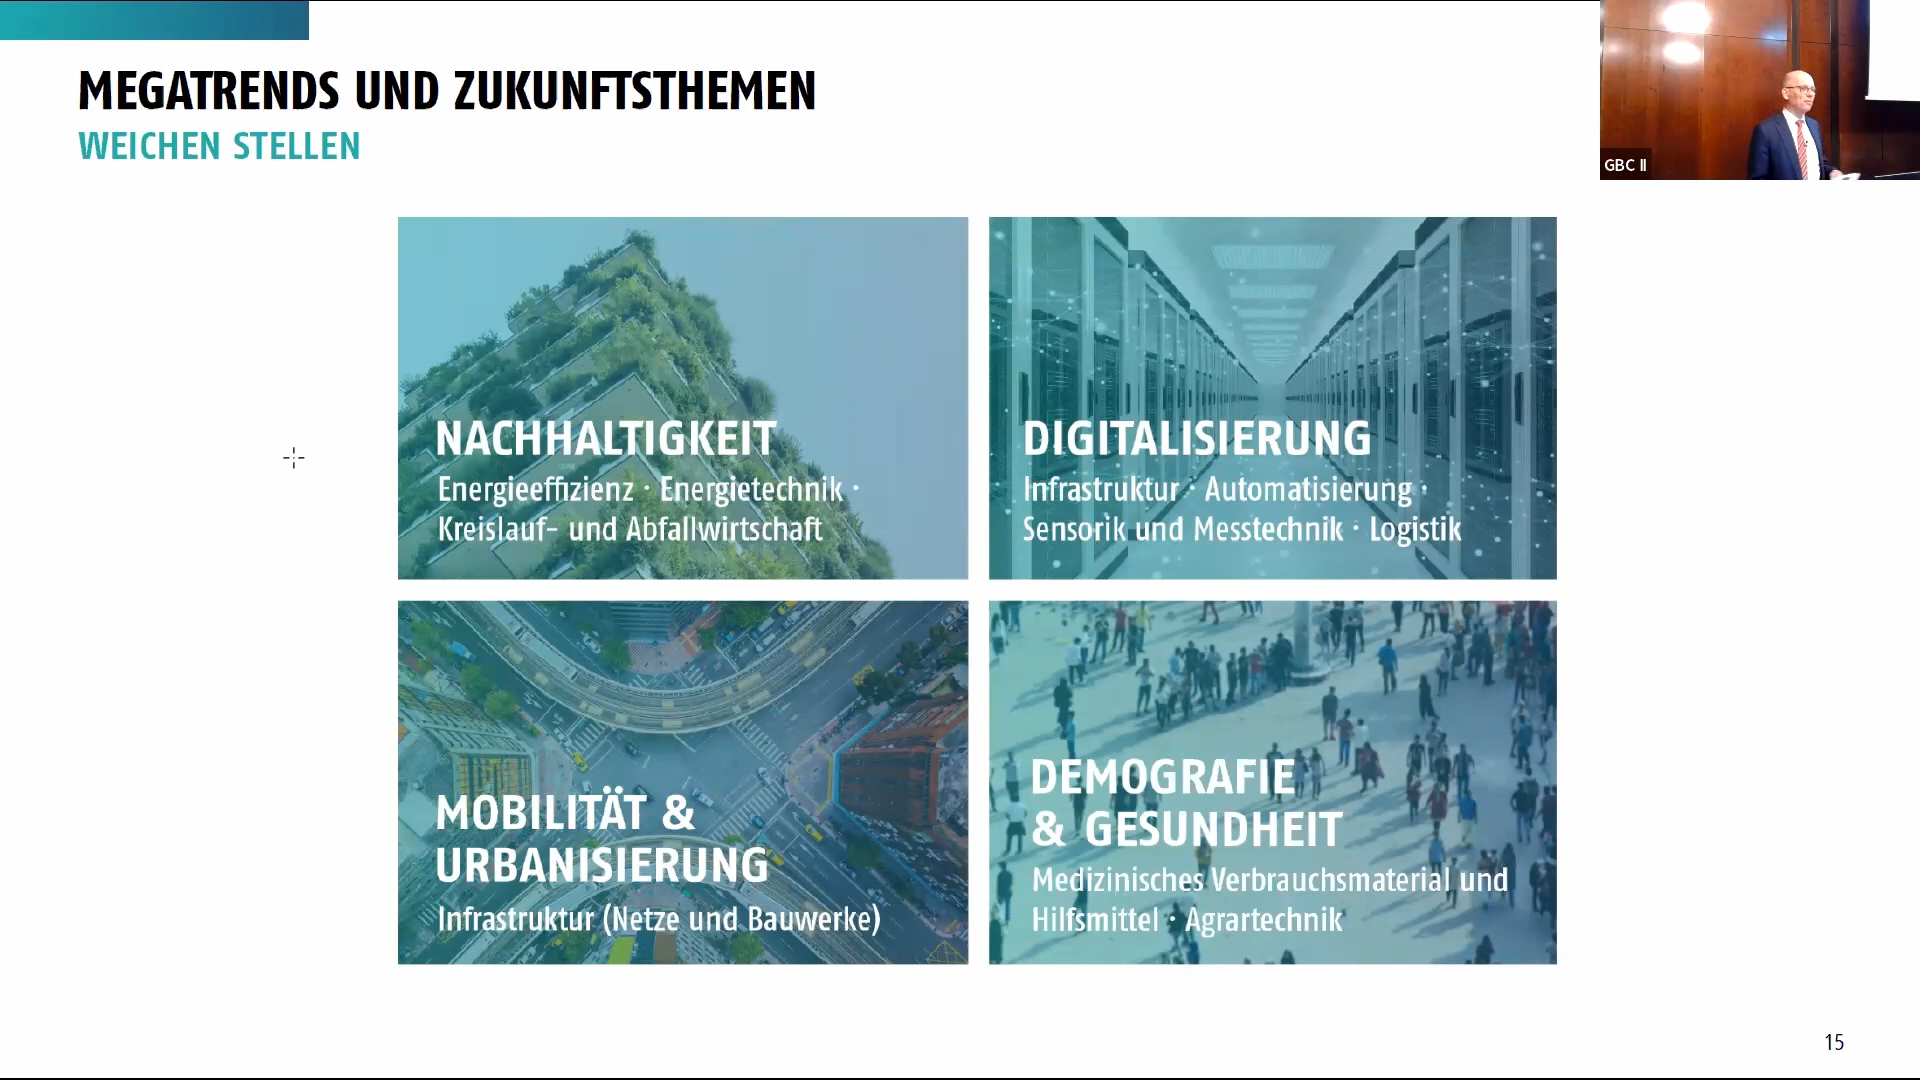 MEGATRENDS UND ZUKUNFTSTHEMEN
WEICHEN STELLEN
GBC II
NACHHALTIGKEIT
Energieeffizienz · Energietechnik ·
Kreislauf- und Abfallwirtschaft
DIGITALISIERUNG
Infrastruktur · Automatisierung ·
Sensorik und Messtechnik · Logistik
MOBILITÄT &
URBANISIERUNG
Infrastruktur (Netze und Bauwerke)
DEMOGRAFIE
& GESUNDHEIT
Medizinisches Verbrauchsmaterial und
Hilfsmittel · Agrartechnik
15